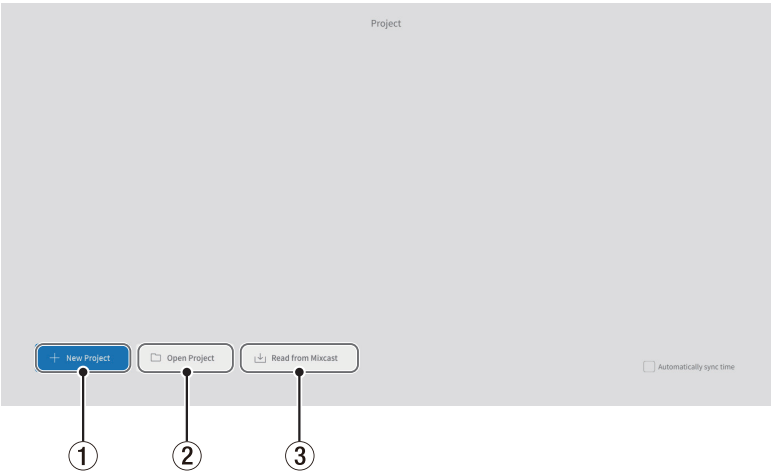 Project
New Project
Open Project
Read from Mixcast
Automatically sync time
1
2
3